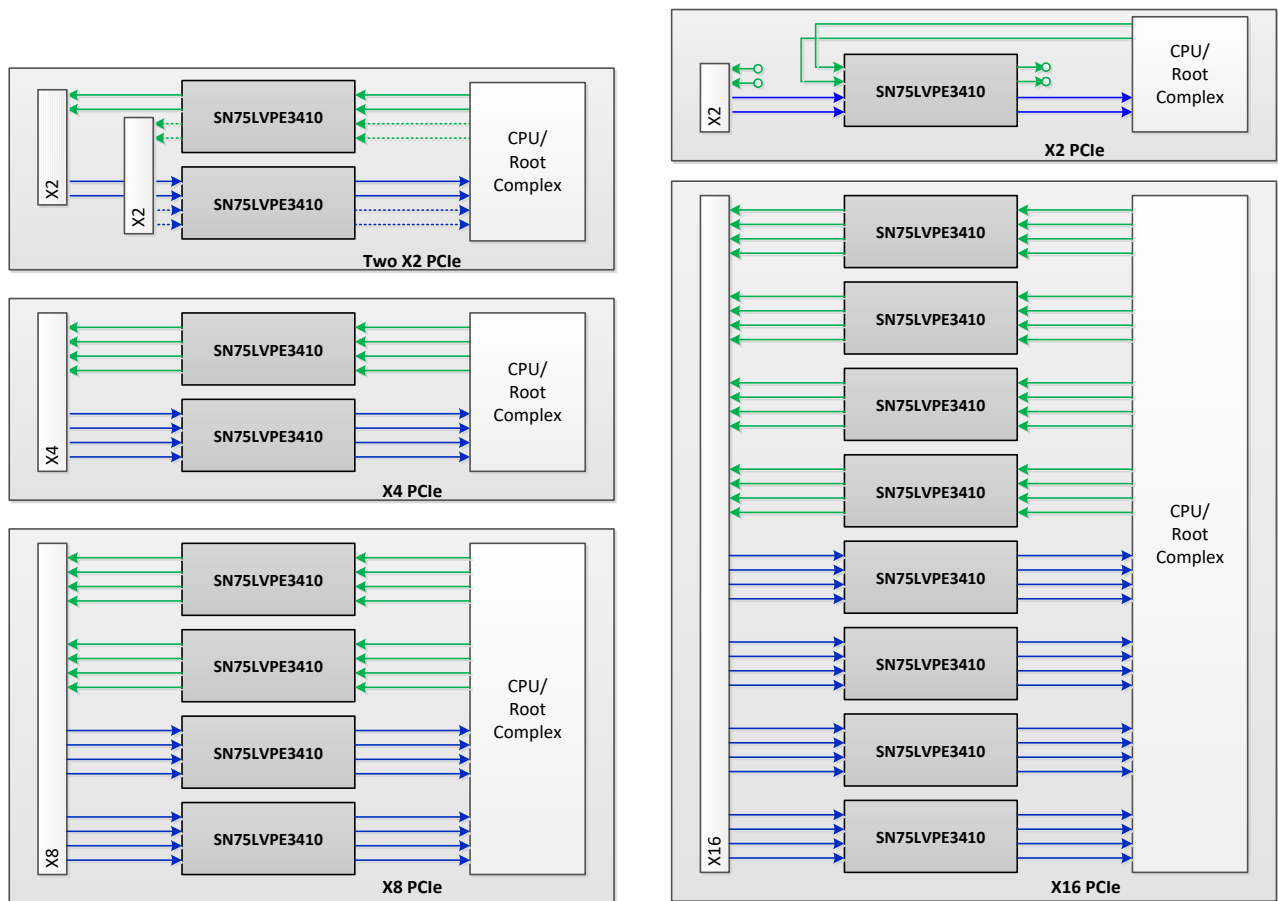 SN75LVPE3410
CPU/
Root
Complex
X2
X2
SN75LVPE3410
Two X2 PCIe
SN75LVPE3410
CPU/
Root
Complex
SN75LVPE3410
X4
X4 PCIe
SN75LVPE3410
SN75LVPE3410
CPU/
Root
Complex
SN75LVPE3410
SN75LVPE3410
X8
X8 PCIe
CPU/
Root
Complex
SN75LVPE3410
X2
X2 PCIe
SN75LVPE3410
SN75LVPE3410
SN75LVPE3410
SN75LVPE3410
CPU/
Root
Complex
SN75LVPE3410
SN75LVPE3410
SN75LVPE3410
SN75LVPE3410
X16
X16 PCIe